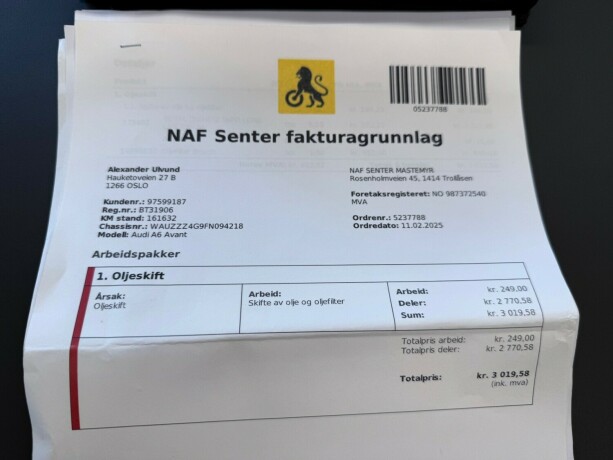 05237788
NAF Senter fakturagrunnlag
Alexander Ulvund
Hauketoveien 27 B
1266 OSLO
Kundenr.: 97599187
Reg.nr.: BT31906
KM stand: 161632
Chassisnr.: WAUZZZ4G9FN094218
Modell: Audi A6 Avant
NAF SENTER MASTEMYR
Rosenholmveien 45, 1414 Trollåsen
Foretaksregisteret: NO 987372540
MVA
Ordrenr.: 5237788
Ordredato: 11.02.2025
Arbeidspakker
1. Oljeskift
Årsak:
Oljeskift
Arbeid:
Skifte av olje og oljefilter
Arbeid: kr. 249,00
Deler: kr. 2 770,58
Sum: kr. 3 019,58
Totalpris arbeid: kr. 249,00
Totalpris deler: kr. 2 770,58
Totalpris: kr. 3 019,58
(ink. mva)